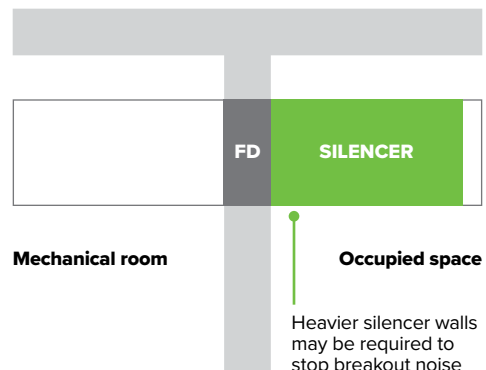 FD
SILENCER
Mechanical room
Occupied space
Heavier silencer walls
may be required to
stop breakout noise